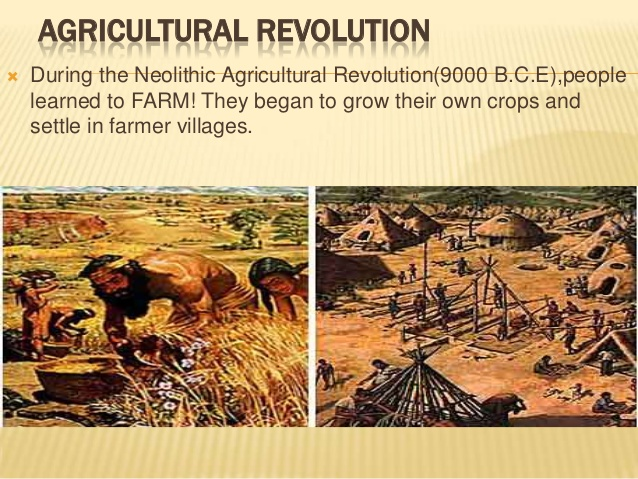 AGRICULTURAL REVOLUTION
During the Neolithic Agricultural Revolution(9000 B.C.E),people
learned to FARM! They began to grow their own crops and
settle in farmer villages.